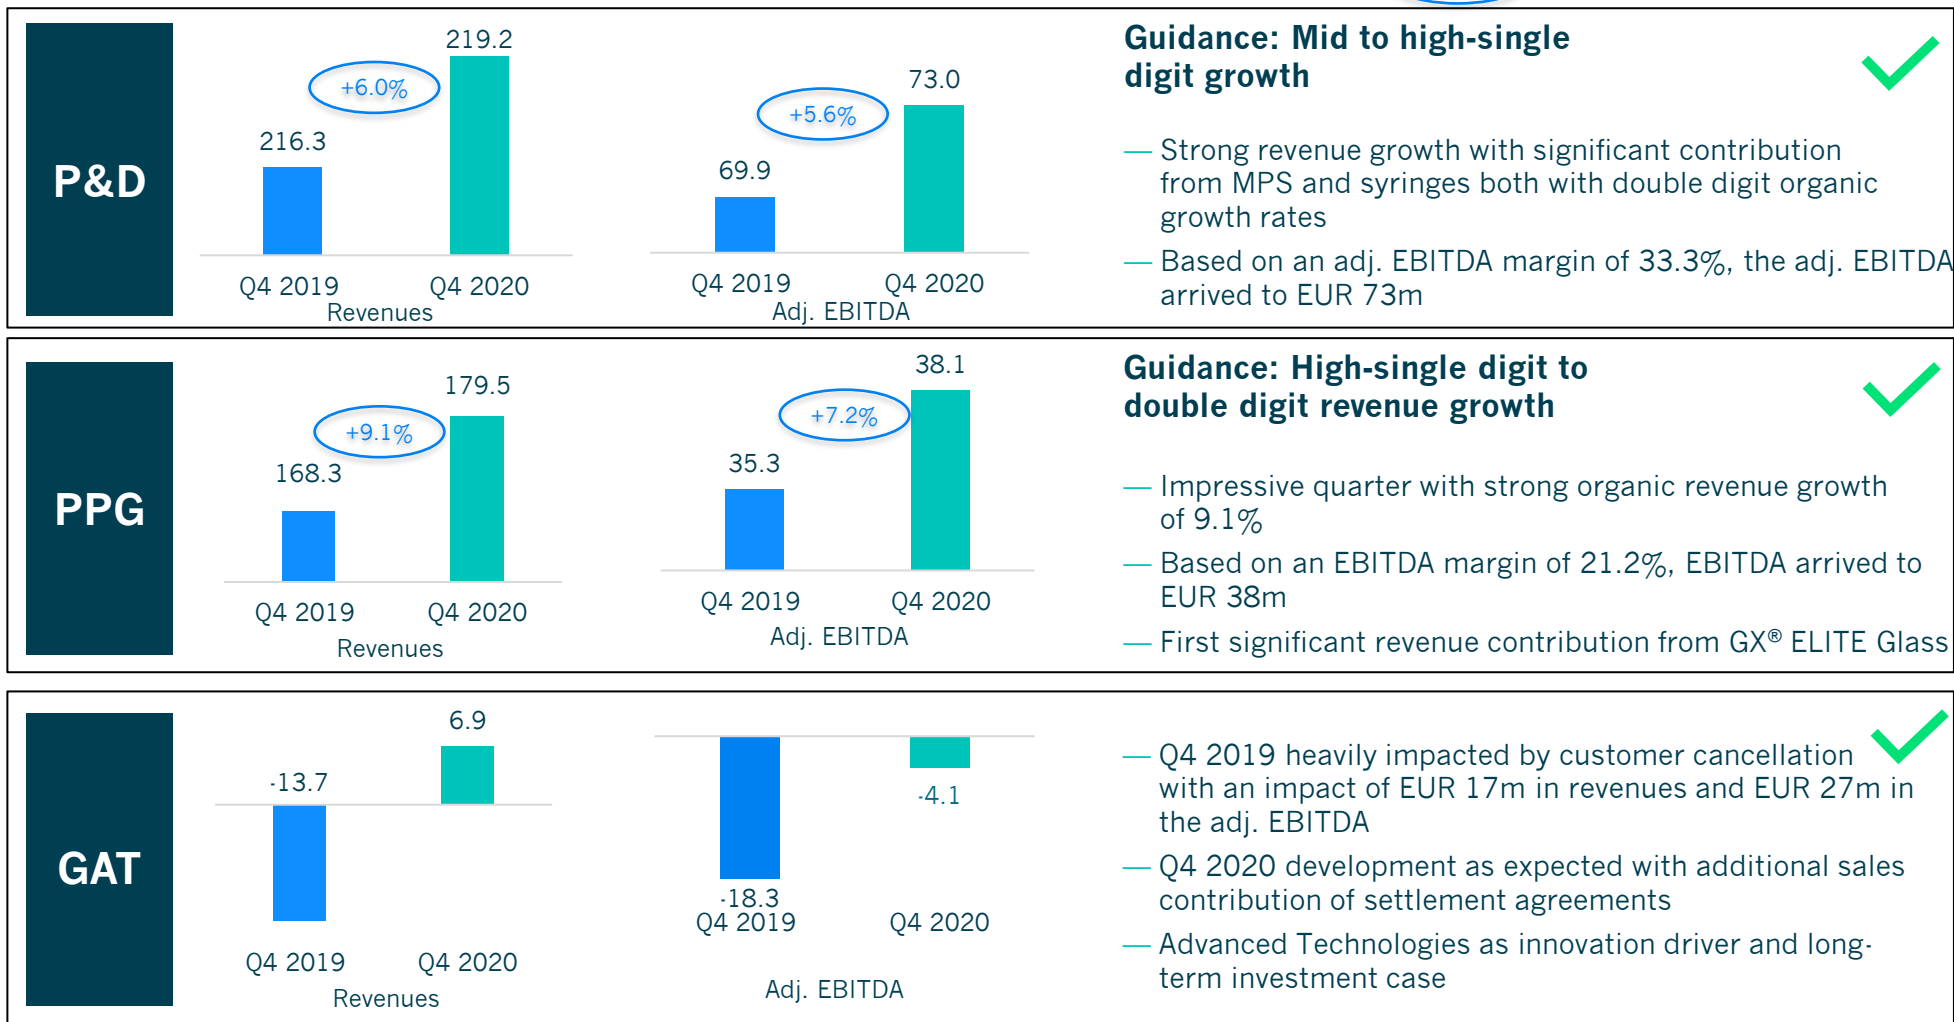 P&D
219.2
+6.0%
216.3
Q4 2019
Q4 2020
Revenues
73.0
+5.6%
69.9
Q4 2019
Q4 2020
Adj. EBITDA
Guidance: Mid to high-single
digit growth
— Strong revenue growth with significant contribution
from MPS and syringes both with double digit organic
growth rates
— Based on an adj. EBITDA margin of 33.3%, the adj. EBITDA
arrived to EUR 73m
PPG
179.5
+9.1%
168.3
Q4 2019
Q4 2020
Revenues
38.1
+7.2%
35.3
Q4 2019
Q4 2020
Adj. EBITDA
Guidance: High-single digit to
double digit revenue growth
— Impressive quarter with strong organic revenue growth
of 9.1%
— Based on an EBITDA margin of 21.2%, EBITDA arrived to
EUR 38m
— First significant revenue contribution from GX® ELITE Glass
GAT
6.9
-13.7
Q4 2019
Q4 2020
Revenues
-4.1
-18.3
Q4 2019
Q4 2020
Adj. EBITDA
— Q4 2019 heavily impacted by customer cancellation
with an impact of EUR 17m in revenues and EUR 27m in
the adj. EBITDA
— Q4 2020 development as expected with additional sales
contribution of settlement agreements
— Advanced Technologies as innovation driver and long-
term investment case